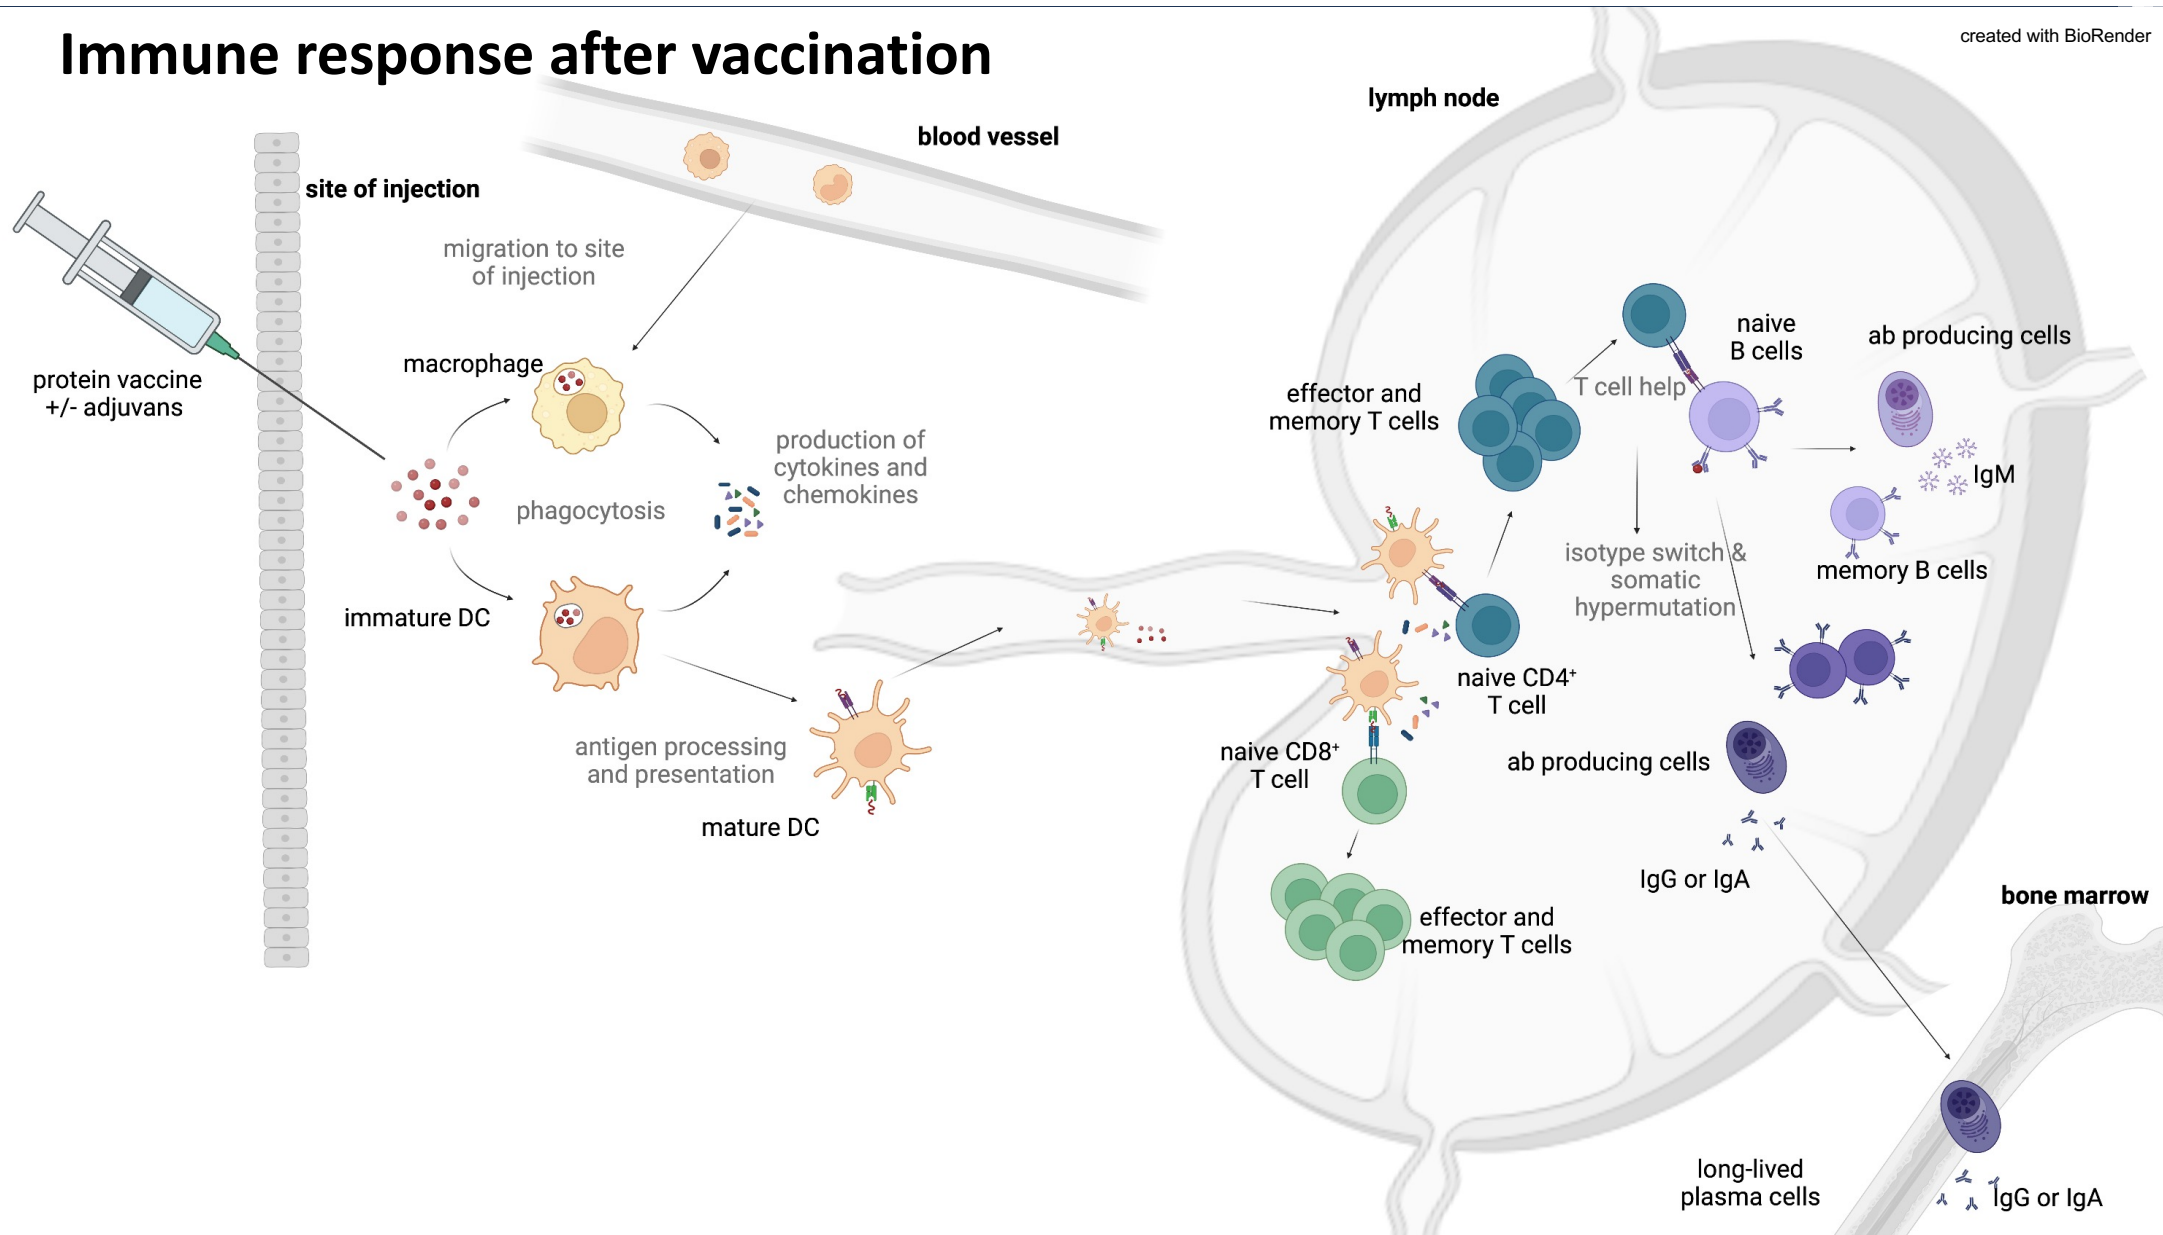 Immune response after vaccination
created with BioRender
lymph node
blood vessel
site of injection
migration to site
of injection
macrophage
protein vaccine
+/- adjuvans
production of
cytokines and
chemokines
phagocytosis
immature DC
antigen processing
and presentation
mature DC
naive
B cells
ab producing cells
effector and
memory T cells
T cell help
IgM
isotype switch &
somatic
hypermutation
memory B cells
naive CD4⁺
T cell
naive CD8⁺
T cell
ab producing cells
IgG or IgA
effector and
memory T cells
bone marrow
long-lived
plasma cells
IgG or IgA